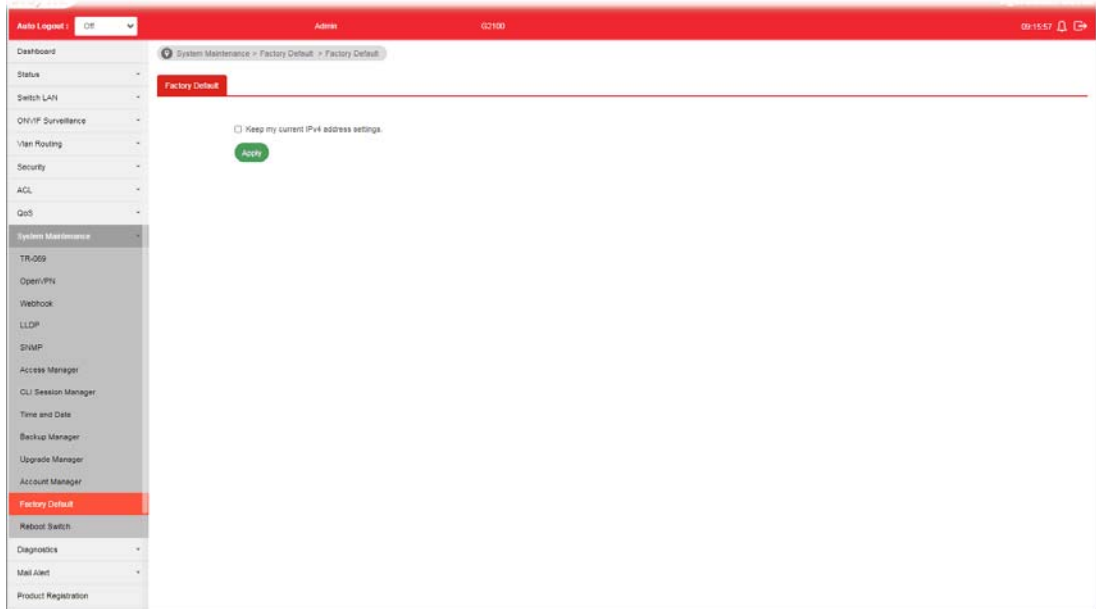 Auto Logout : Off Admin G2100 09:15:57
Dashboard
System Maintenance > Factory Default > Factory Default
Status
Factory Default
Switch LAN
ONVIF Surveillance
Keep my current IPv4 address settings.
Vlan Routing
Apply
Security
ACL
QoS
System Maintenance
TR-069
OpenVPN
Webhook
LLDP
SNMP
Access Manager
CLI Session Manager
Time and Date
Backup Manager
Upgrade Manager
Account Manager
Factory Default
Reboot Switch
Diagnostics
Mail Alert
Product Registration